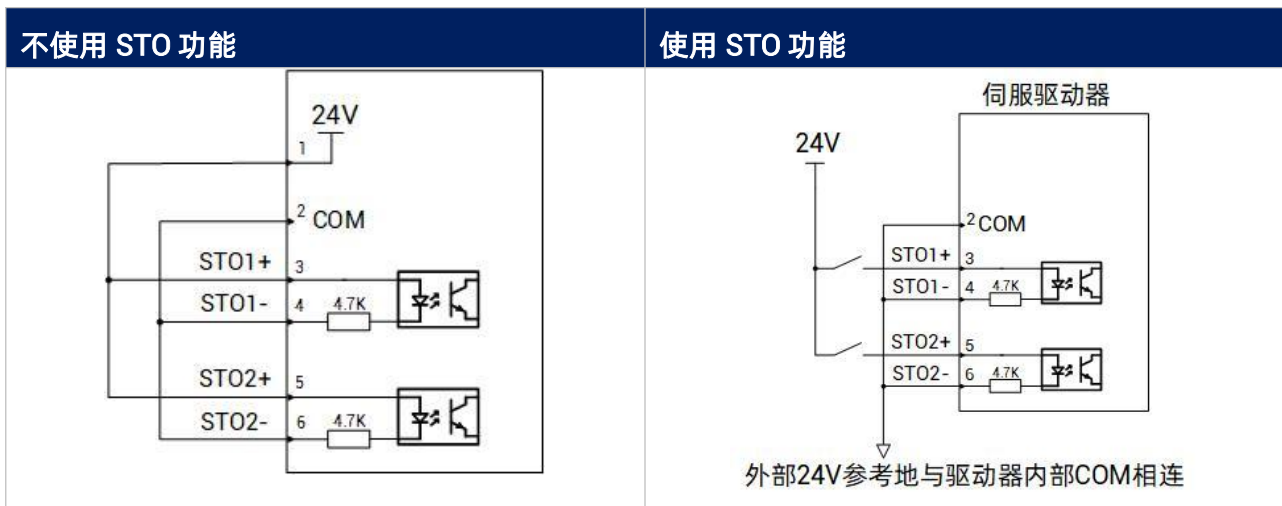 不使用 STO 功能
使用 STO 功能
24V
1
2 COM
STO1+ 3
STO1- 4 4.7K
STO2+ 5
STO2- 6 4.7K
伺服驱动器
24V
2 COM
STO1+ 3
STO1- 4 4.7K
STO2+ 5
STO2- 6 4.7K
外部24V参考地与驱动器内部COM相连